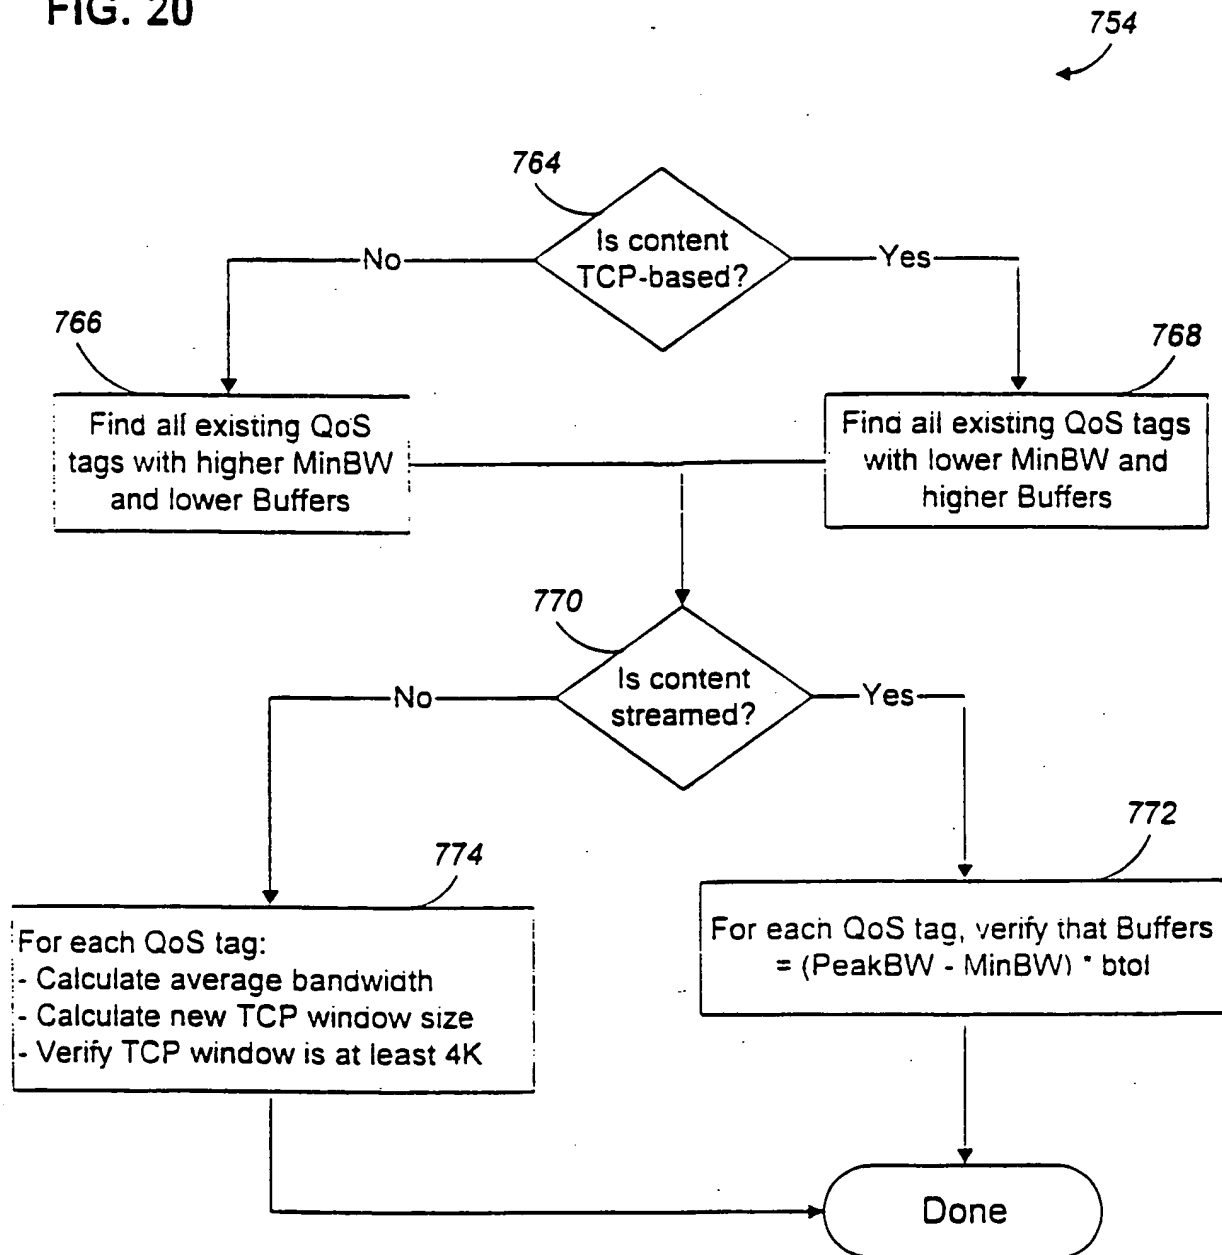 FIG. 20
754
764
Is content
TCP-based?
No
Yes
766
768
Find all existing QoS
tags with higher MinBW
and lower Buffers
Find all existing QoS tags
with lower MinBW and
higher Buffers
770
Is content
streamed?
No
Yes
774
772
For each QoS tag:
- Calculate average bandwidth
- Calculate new TCP window size
- Verify TCP window is at least 4K
For each QoS tag, verify that Buffers
= (PeakBW - MinBW) * btol
Done